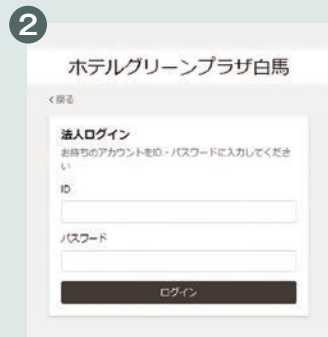 2
ホテルグリーンプラザ白馬
<戻る
法人ログイン
お持ちのアカウントをID・パスワードに入力してくださ
い
ID
パスワード
ログイン